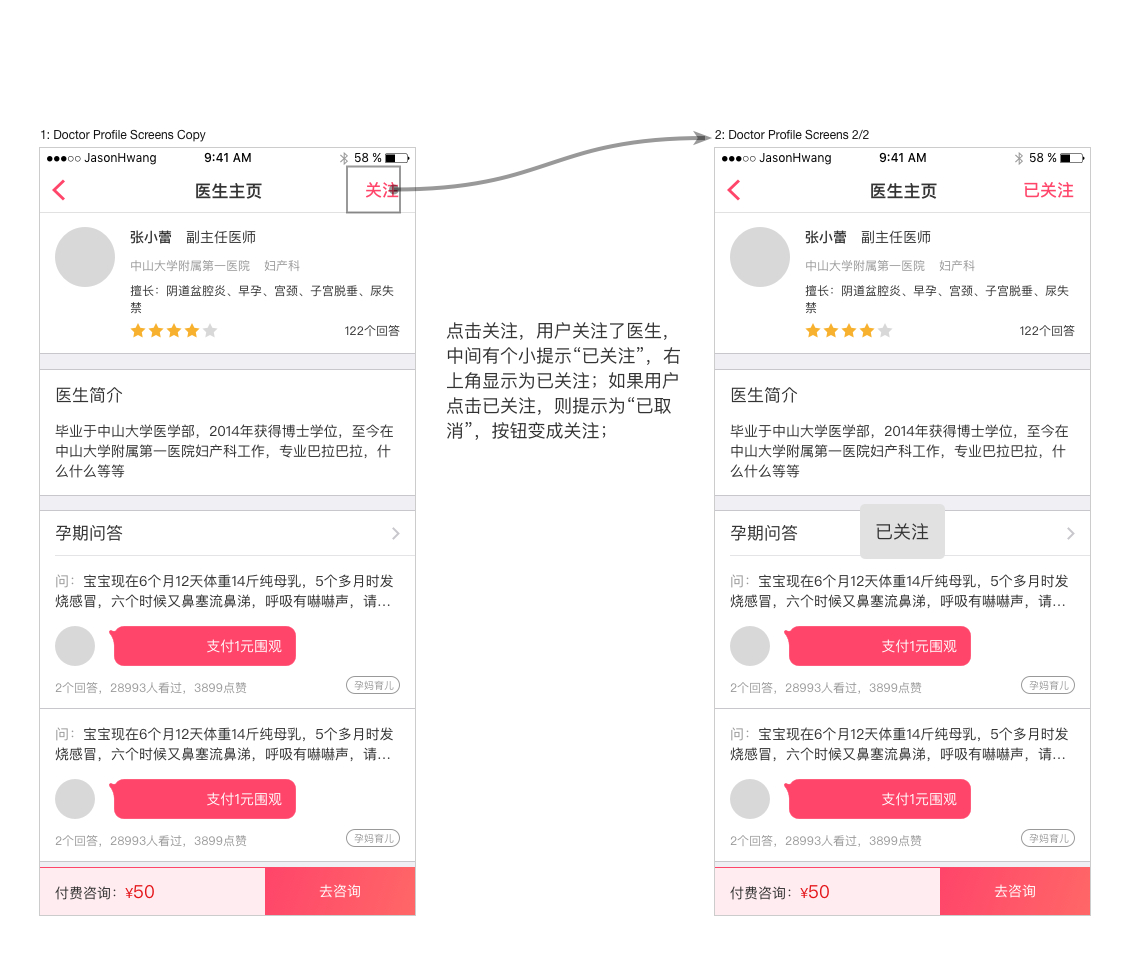 1: Doctor Profile Screens Copy
JasonHwang 9:41 AM 58 %
医生主页 关注
张小蕾 副主任医师
中山大学附属第一医院 妇产科
擅长：阴道盆腔炎、早孕、宫颈、子宫脱垂、尿失
禁
122个回答
医生简介
毕业于中山大学医学部，2014年获得博士学位，至今在
中山大学附属第一医院妇产科工作，专业巴拉巴拉，什
么什么等等
孕期问答
问：宝宝现在6个月12天体重14斤纯母乳，5个多月时发
烧感冒，六个时候又鼻塞流鼻涕，呼吸有嚇嚇声，请...
支付1元围观
2个回答，28993人看过，3899点赞 孕妈育儿
问：宝宝现在6个月12天体重14斤纯母乳，5个多月时发
烧感冒，六个时候又鼻塞流鼻涕，呼吸有嚇嚇声，请...
支付1元围观
2个回答，28993人看过，3899点赞 孕妈育儿
付费咨询：¥50 去咨询
点击关注，用户关注了医生，
中间有个小提示“已关注”，右
上角显示为已关注；如果用户
点击已关注，则提示为“已取
消”，按钮变成关注；
2: Doctor Profile Screens 2/2
JasonHwang 9:41 AM 58 %
医生主页 已关注
张小蕾 副主任医师
中山大学附属第一医院 妇产科
擅长：阴道盆腔炎、早孕、宫颈、子宫脱垂、尿失
禁
122个回答
医生简介
毕业于中山大学医学部，2014年获得博士学位，至今在
中山大学附属第一医院妇产科工作，专业巴拉巴拉，什
么什么等等
孕期问答 已关注
问：宝宝现在6个月12天体重14斤纯母乳，5个多月时发
烧感冒，六个时候又鼻塞流鼻涕，呼吸有嚇嚇声，请...
支付1元围观
2个回答，28993人看过，3899点赞 孕妈育儿
问：宝宝现在6个月12天体重14斤纯母乳，5个多月时发
烧感冒，六个时候又鼻塞流鼻涕，呼吸有嚇嚇声，请...
支付1元围观
2个回答，28993人看过，3899点赞 孕妈育儿
付费咨询：¥50 去咨询